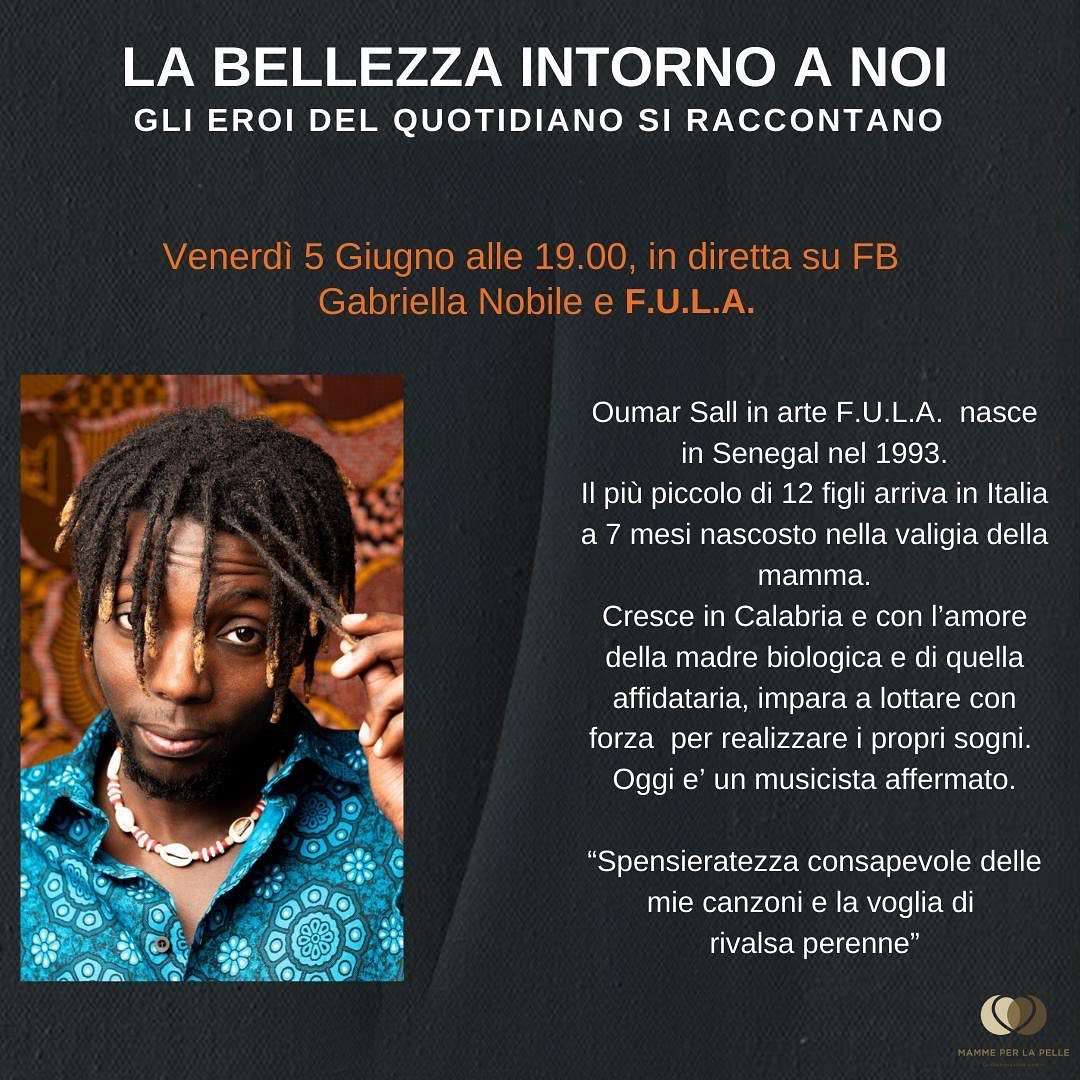 LA BELLEZZA INTORNO A NOI
GLI EROI DEL QUOTIDIANO SI RACCONTANO
Venerdì 5 Giugno alle 19.00, in diretta su FB
Gabriella Nobile e F.U.L.A.
Oumar Sall in arte F.U.L.A.  nasce
in Senegal nel 1993.
Il più piccolo di 12 figli arriva in Italia
a 7 mesi nascosto nella valigia della
mamma.
Cresce in Calabria e con l’amore
della madre biologica e di quella
affidataria, impara a lottare con
forza  per realizzare i propri sogni.
Oggi e’ un musicista affermato.
“Spensieratezza consapevole delle
mie canzoni e la voglia di
rivalsa perenne”
MAMME PER LA PELLE